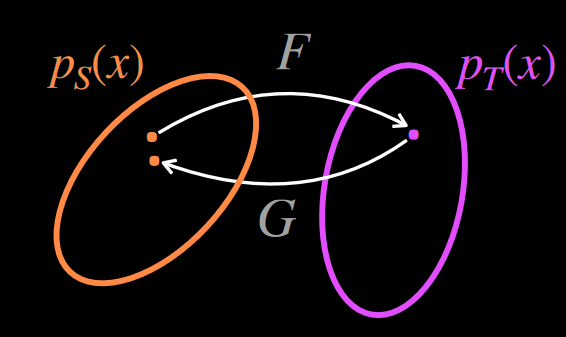 F
p_S(x)
p_T(x)
G